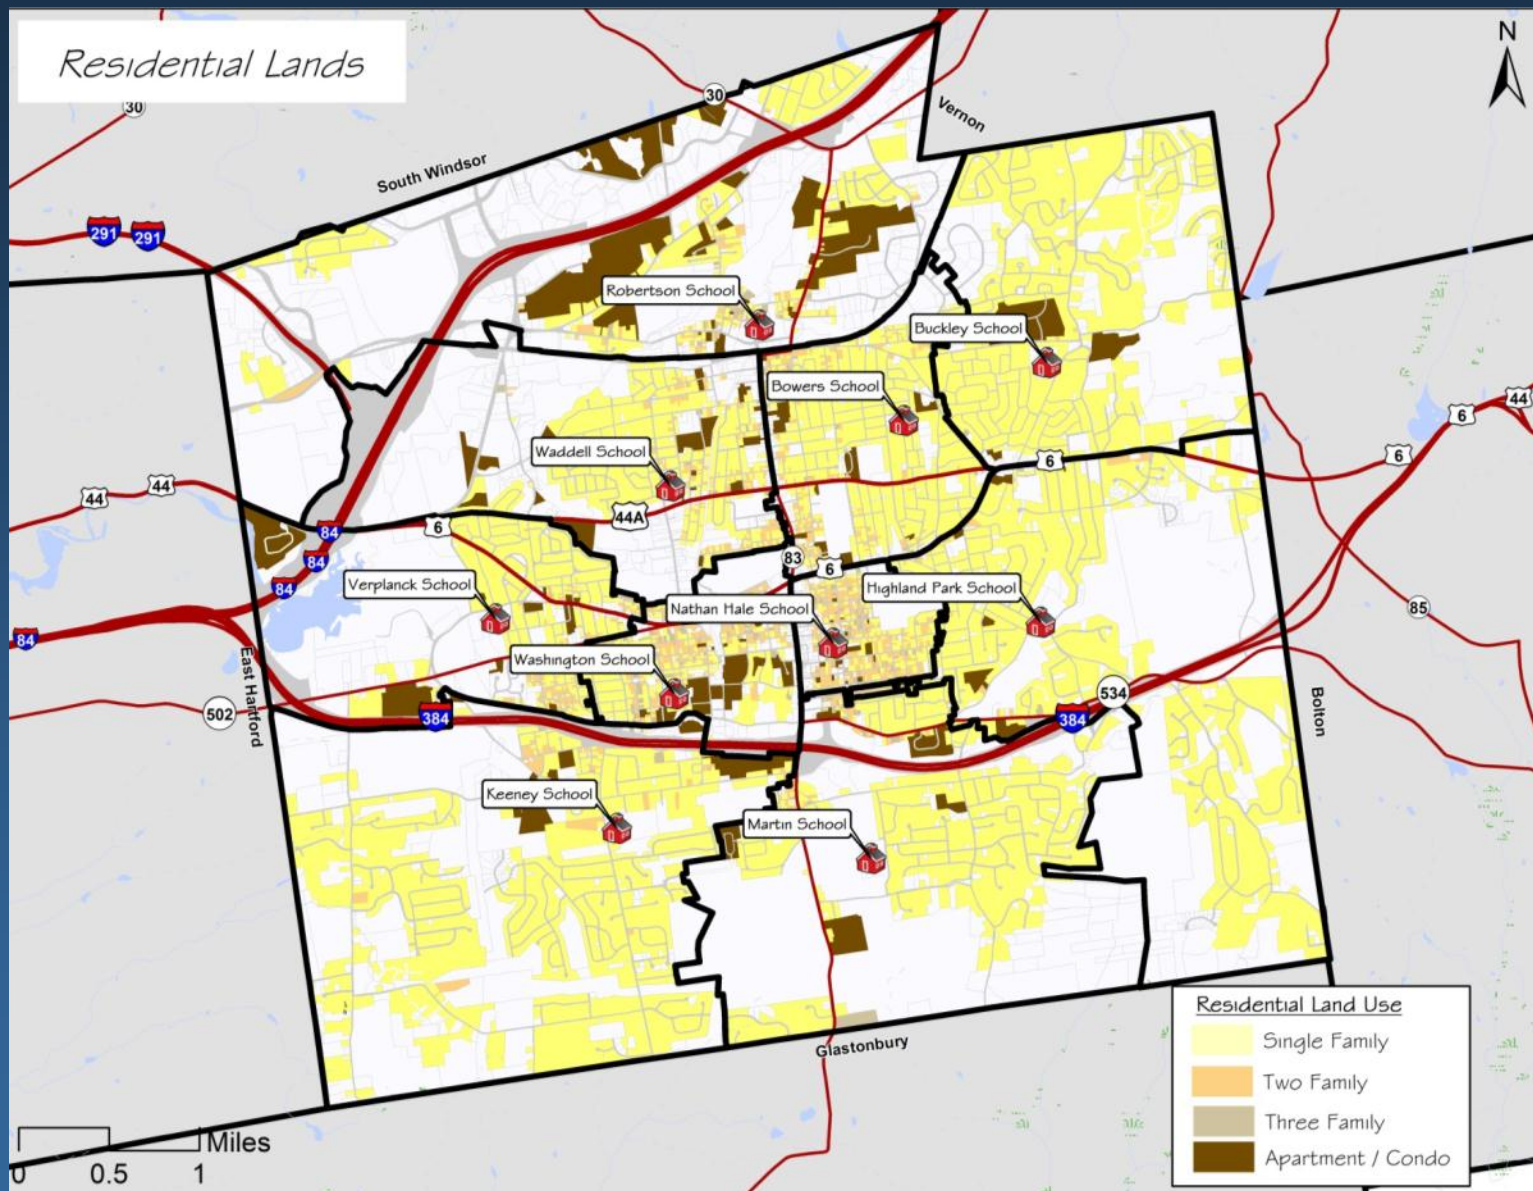 Residential Lands
N
30
30
Vernon
South Windsor
291
291
Robertson School
Buckley School
Bowers School
44
6
Waddell School
6
6
44
44
44A
6
84
83
6
84
Verplanck School
84
Highland Park School
Nathan Hale School
85
84
Washington School
East Hartford
502
384
534
384
Bolton
Keeney School
Martin School
Glastonbury
Residential Land Use
Single Family
Two Family
Three Family
Apartment / Condo
Miles
0 0.5 1